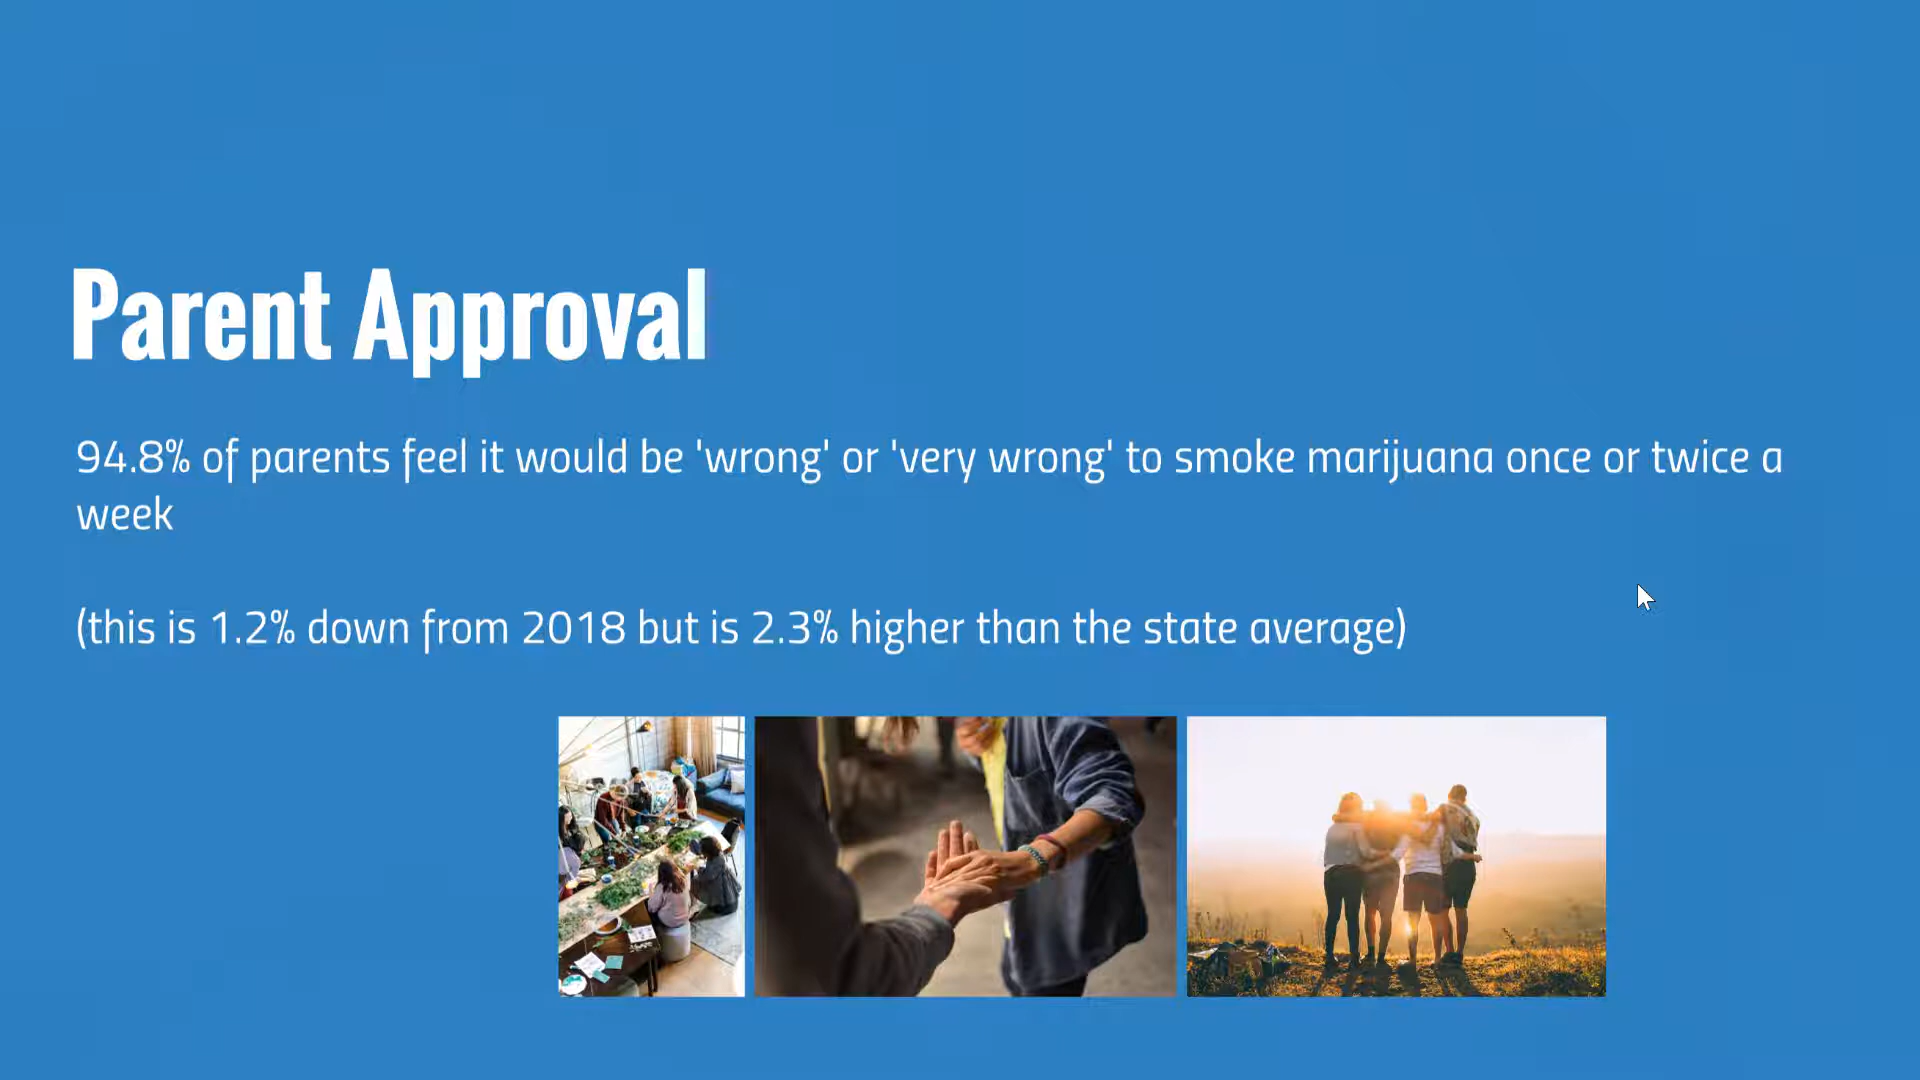 Parent Approval
94.8% of parents feel it would be 'wrong' or 'very wrong' to smoke marijuana once or twice a
week
(this is 1.2% down from 2018 but is 2.3% higher than the state average)